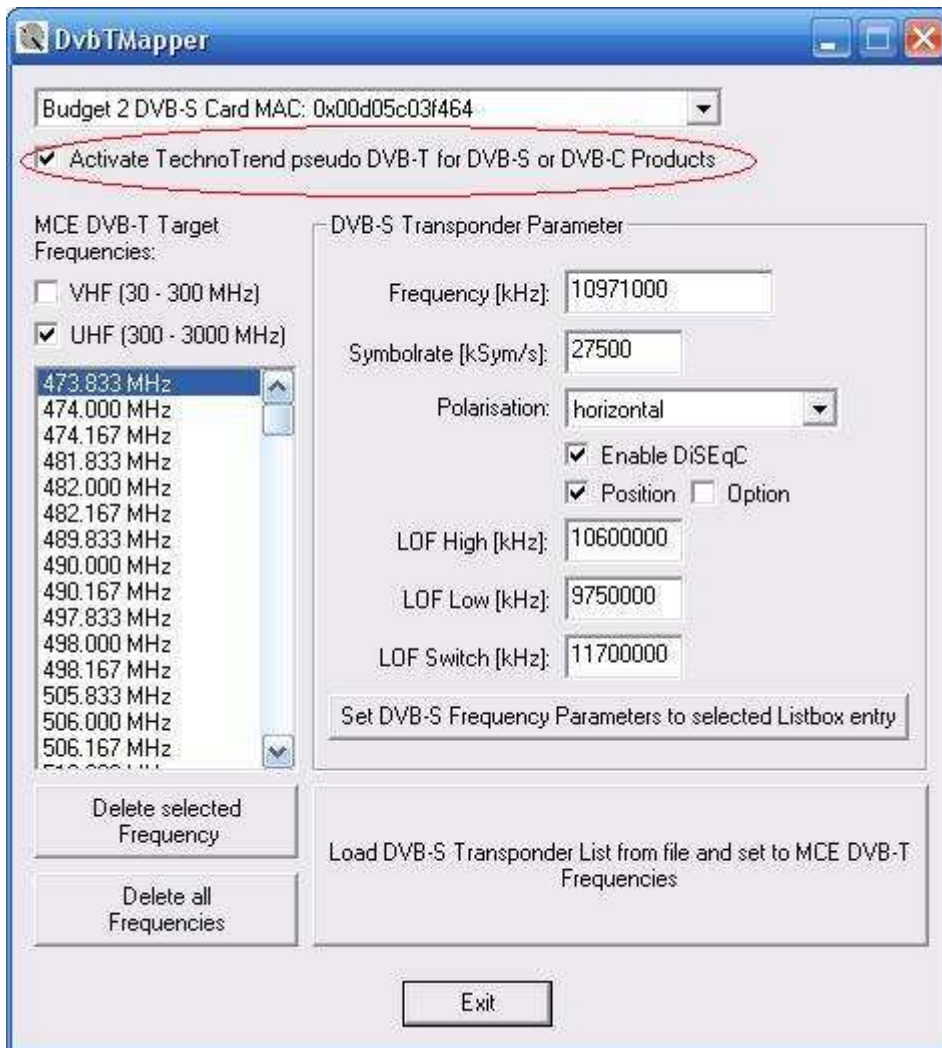 DvbTMapper
Budget 2 DVB-S Card MAC: 0x00d05c03f464
Activate TechnoTrend pseudo DVB-T for DVB-S or DVB-C Products
MCE DVB-T Target
Frequencies:
VHF (30 - 300 MHz)
UHF (300 - 3000 MHz)
473.833 MHz
474.000 MHz
474.167 MHz
481.833 MHz
482.000 MHz
482.167 MHz
489.833 MHz
490.000 MHz
490.167 MHz
497.833 MHz
498.000 MHz
498.167 MHz
505.833 MHz
506.000 MHz
506.167 MHz
Delete selected
Frequency
Delete all
Frequencies
DVB-S Transponder Parameter
Frequency [kHz]: 10971000
Symbolrate [kSym/s]: 27500
Polarisation: horizontal
Enable DiSEqC
Position Option
LOF High [kHz]: 10600000
LOF Low [kHz]: 9750000
LOF Switch [kHz]: 11700000
Set DVB-S Frequency Parameters to selected Listbox entry
Load DVB-S Transponder List from file and set to MCE DVB-T
Frequencies
Exit